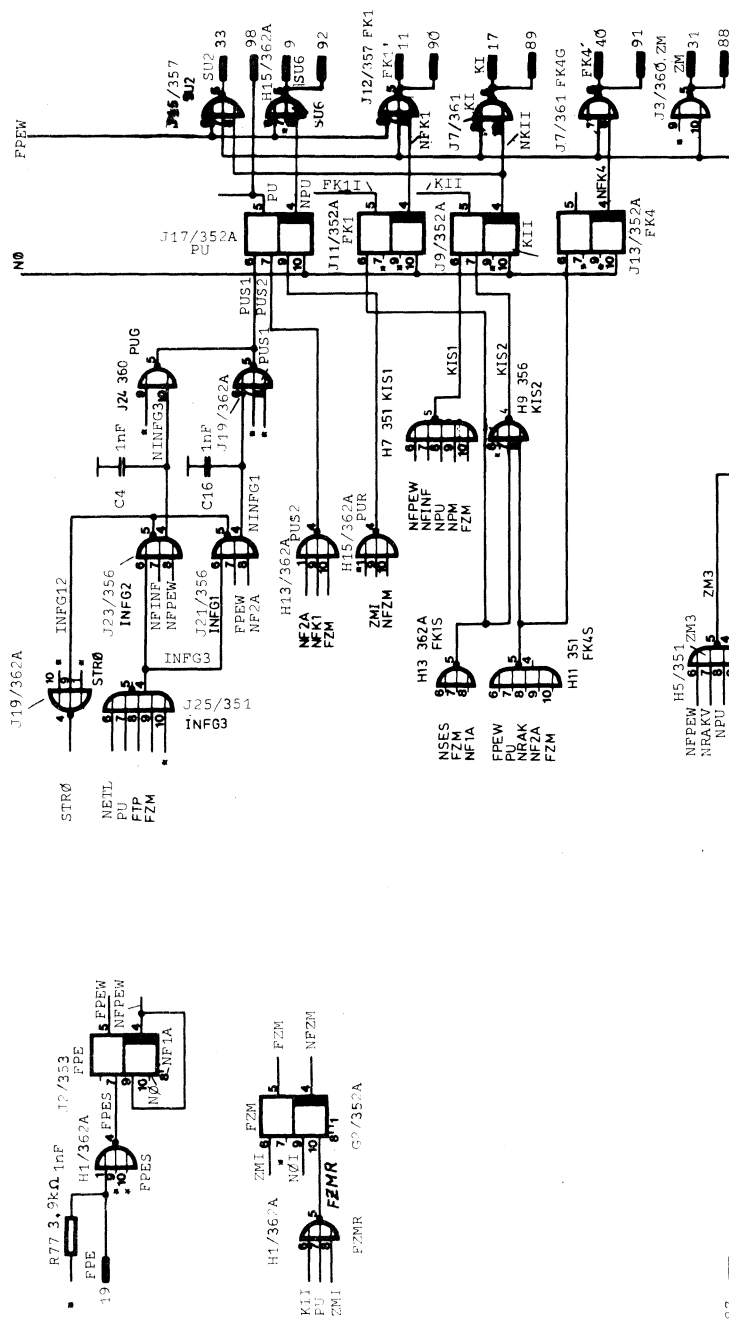 FPEW
NØ
SU2
33
98
H15/362A
SU6
9
92
SU6
J12/357 FK1
FK1'
11
90
NFK1
KI
17
89
J7/361
KI
NKII
J7/361 FK4G
FK4'
40
91
NFK4
J3/360,ZM
ZM
31
88
PU
NPU
J17/352A
PU
FK1I
J11/352A
FK1
KII
J9/352A
KII
J13/352A
FK4
PUS1
PUS2
J24 360
PUG
PUS1
J19/362A
1nF
C4
NINFG3
1nF
C16
NINFG1
INFG12
J23/356
INFG2
NFINF
NFPEW
J21/356
INFG1
FPEW
NF2A
INFG3
J19/362A
STRØ
STRØ
J25/351
INFG3
NETL
PU
FTP
FZM
H13/362A
PUS2
NF2A
NFK1
FZM
H15/362A
PUR
ZMI
NFZM
H7 351 KIS1
KIS1
NFPEW
NFINF
NPU
NPM
FZM
KIS2
H9 356
KIS2
H13 362A
FK1S
NSES
FZM
NF1A
H11 351
FK4S
FPEW
PU
NRAK
NF2A
FZM
H5/351
ZM3
ZM3
NFPEW
NRAKV
NPU
J2/353
FPE
FPEW
NFPEW
NF1A
NØ
FPES
H1/362A
FPES
R77 3,9kΩ 1nF
FPE
19
FZM
FZM
NFZM
G2/352A
ZMI
NØI
FZMR
H1/362A
FZMR
PU
ZMI